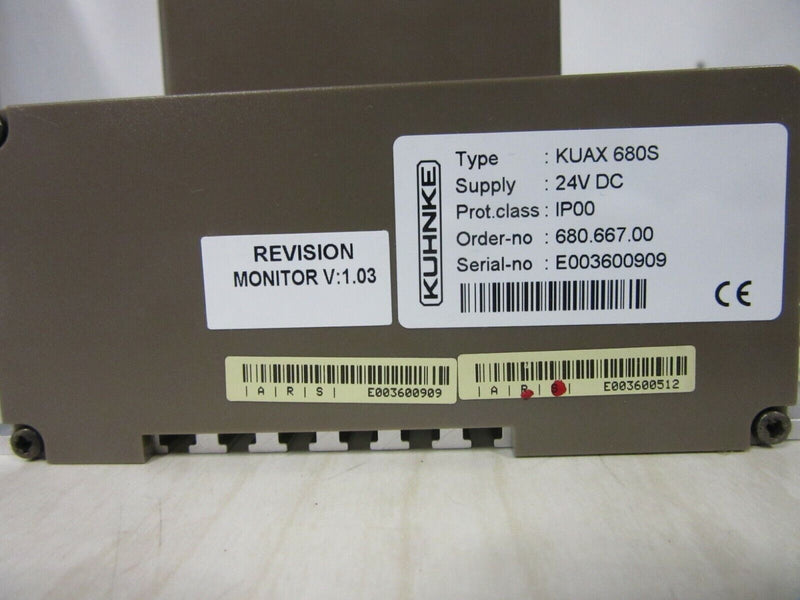 KUHNKE
Type : KUAX 680S
Supply : 24V DC
Prot.class : IP00
Order-no : 680.667.00
Serial-no : E003600909
CE
REVISION
MONITOR V:1.03
| A | R | S | E003600909
| A | R | S | E003600512